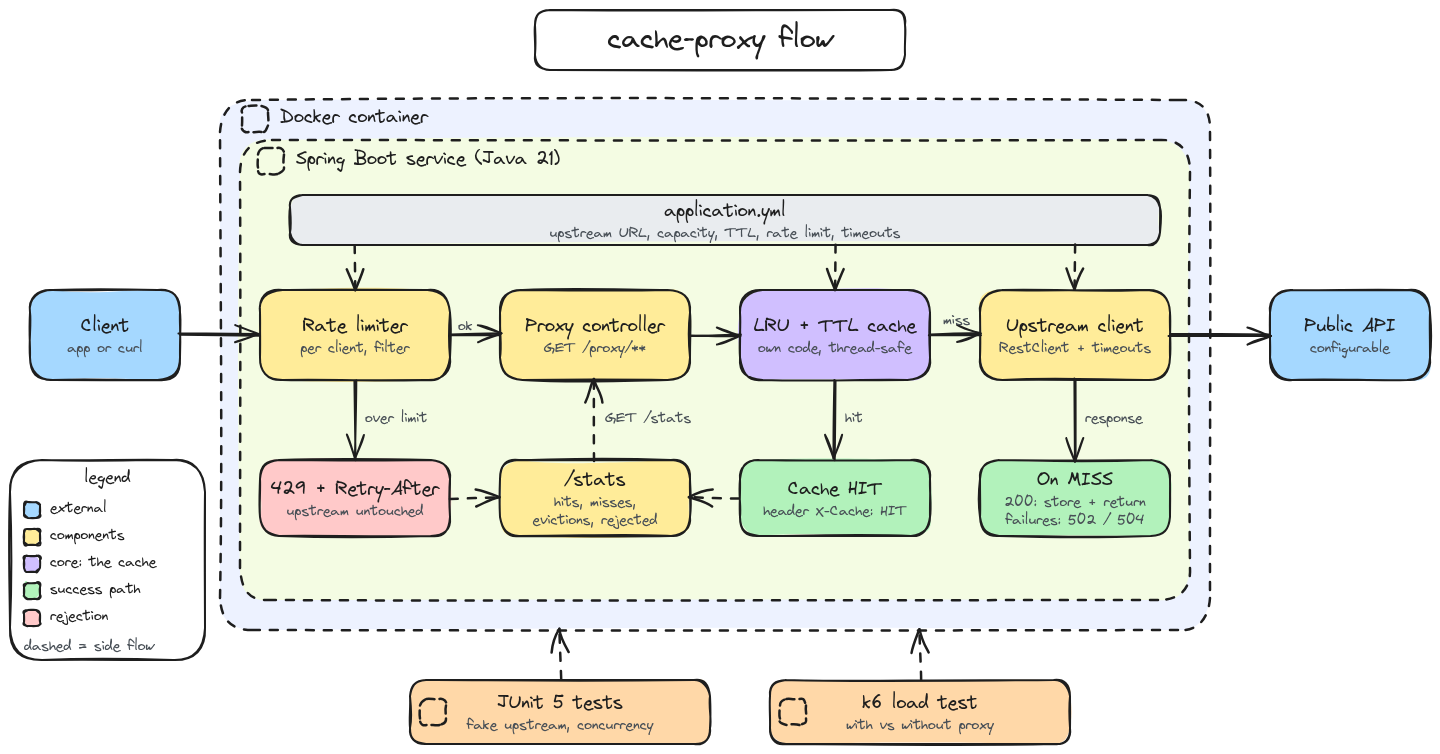 cache-proxy flow
Docker container
Spring Boot service (Java 21)
application.yml
upstream URL, capacity, TTL, rate limit, timeouts
Client
app or curl
Rate limiter
per client, filter
ok
Proxy controller
GET /proxy/**
LRU + TTL cache
own code, thread-safe
miss
Upstream client
RestClient + timeouts
Public API
configurable
over limit
GET /stats
hit
response
429 + Retry-After
upstream untouched
/stats
hits, misses,
evictions, rejected
Cache HIT
header X-Cache: HIT
On MISS
200: store + return
failures: 502 / 504
legend
external
components
core: the cache
success path
rejection
dashed = side flow
JUnit 5 tests
fake upstream, concurrency
k6 load test
with vs without proxy